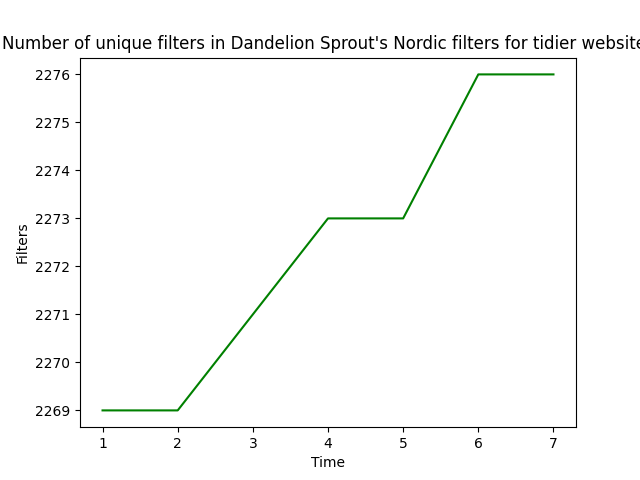 Number of unique filters in Dandelion Sprout's Nordic filters for tidier website
2276
2275
2274
2273
2272
2271
2270
2269
Filters
1 2 3 4 5 6 7
Time